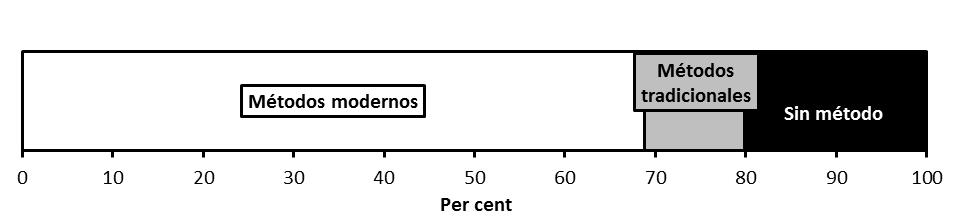 Métodos modernos
Métodos
tradicionales
Sin método
0 10 20 30 40 50 60 70 80 90 100
Per cent